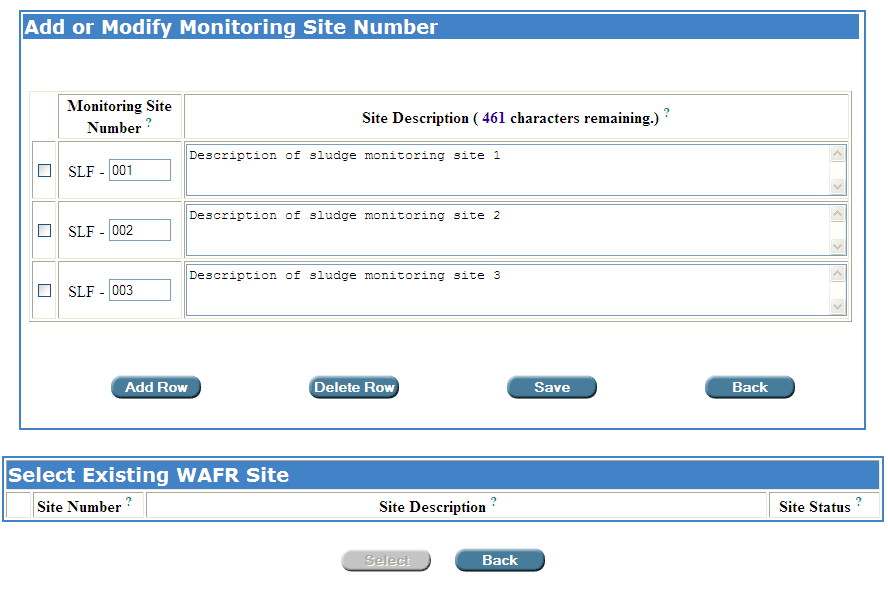 Add or Modify Monitoring Site Number
Monitoring Site
Number ?
Site Description ( 461 characters remaining.) ?
SLF - 001
Description of sludge monitoring site 1
SLF - 002
Description of sludge monitoring site 2
SLF - 003
Description of sludge monitoring site 3
Add Row
Delete Row
Save
Back
Select Existing WAFR Site
Site Number ?
Site Description ?
Site Status ?
Select
Back